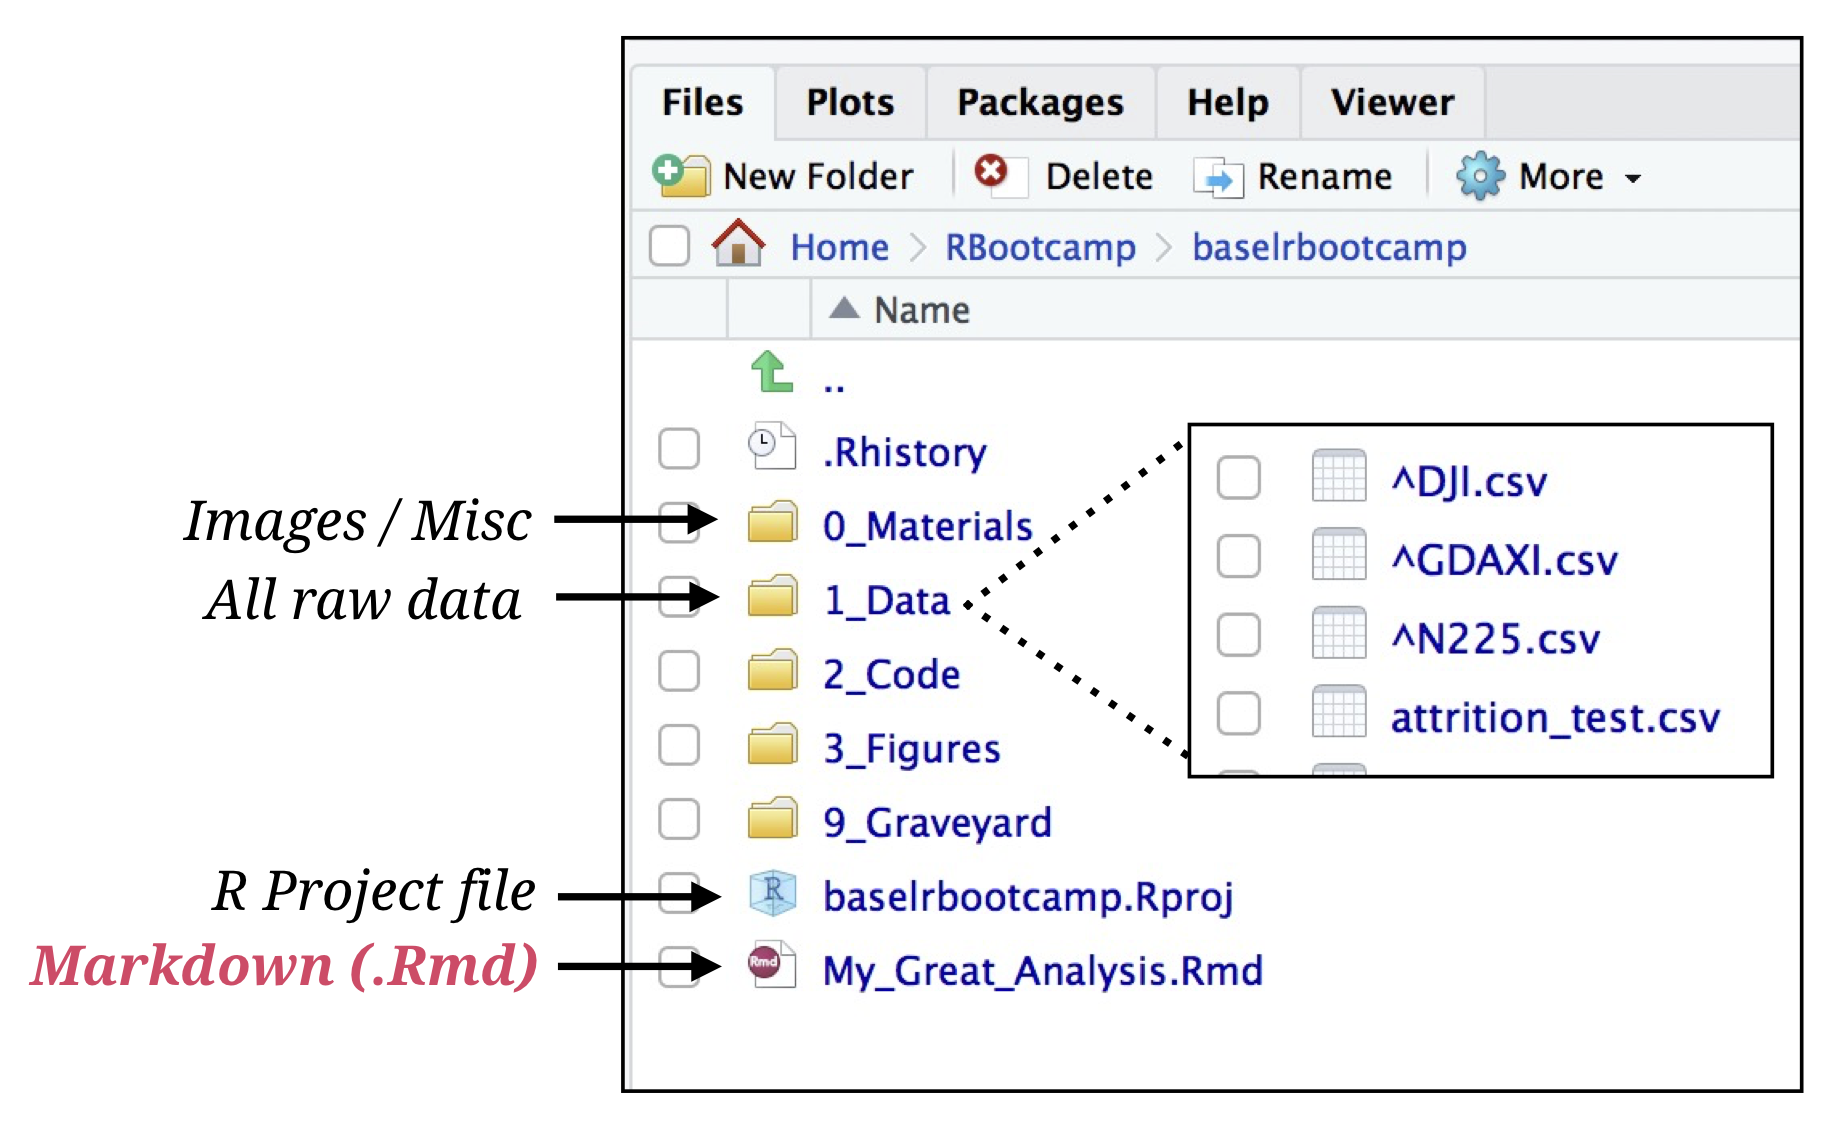 Files Plots Packages Help Viewer
New Folder Delete Rename More
Home RBootcamp baselrbootcamp
Name
..
.Rhistory
Images / Misc 0_Materials
All raw data 1_Data
2_Code
3_Figures
9_Graveyard
R Project file baselrbootcamp.Rproj
Markdown (.Rmd) Rmd My_Great_Analysis.Rmd
^DJI.csv
^GDAXI.csv
^N225.csv
attrition_test.csv